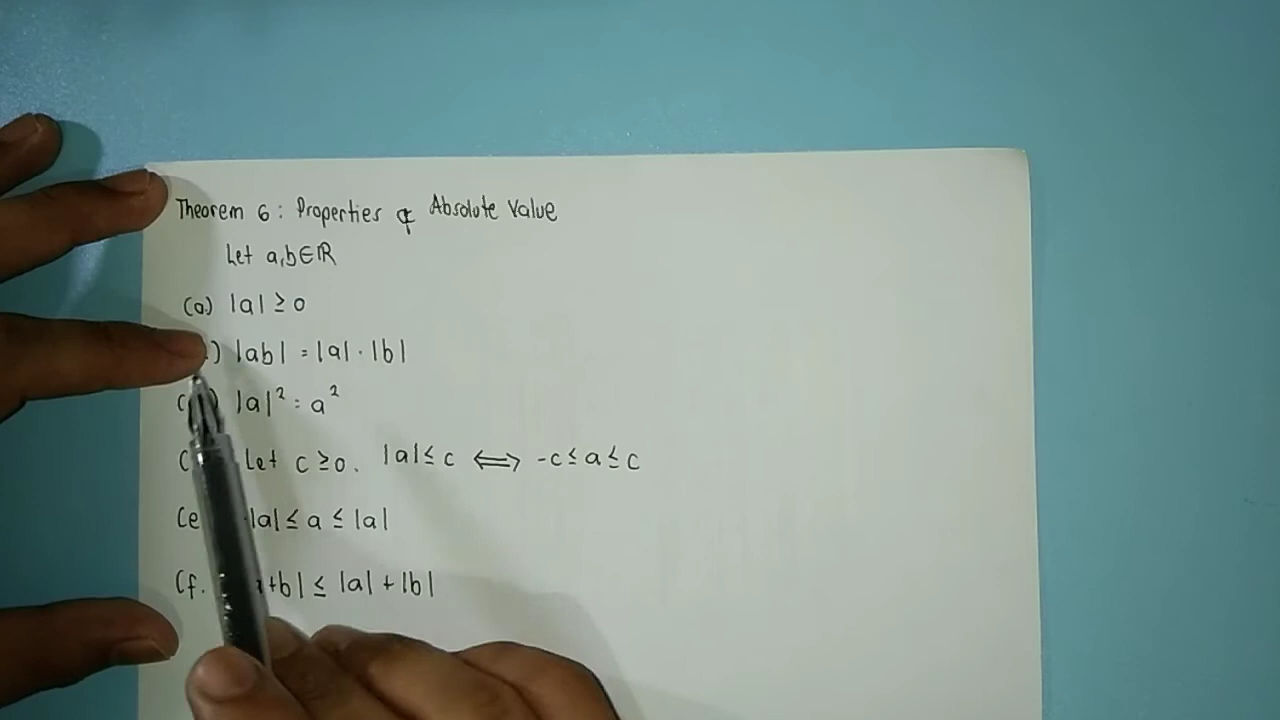 Theorem 6: Properties of Absolute Value
Let a,b∈ℝ
(a.) |a| ≥ 0
) |ab| = |a| · |b|
(  ) |a|² = a²
(  Let c ≥ 0. |a| ≤ c ⟺ -c ≤ a ≤ c
(e  |a| ≤ a ≤ |a|
(f.  +b| ≤ |a| + |b|